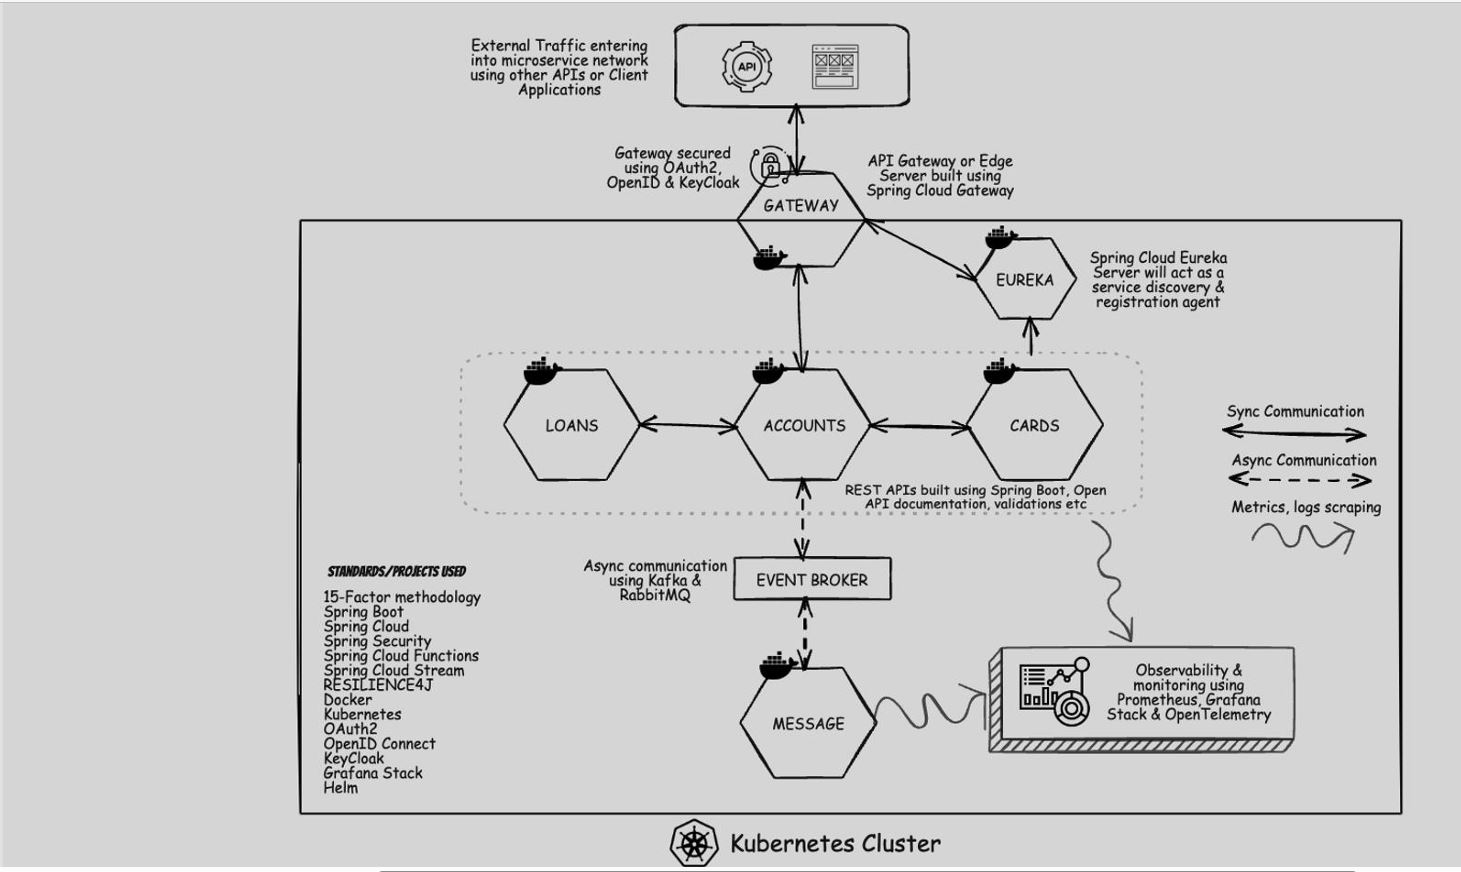 External Traffic entering
into microservice network
using other APIs or Client
Applications
API
Gateway secured
using OAuth2,
OpenID & KeyCloak
API Gateway or Edge
Server built using
Spring Cloud Gateway
GATEWAY
EUREKA
Spring Cloud Eureka
Server will act as a
service discovery &
registration agent
LOANS
ACCOUNTS
CARDS
REST APIs built using Spring Boot, Open
API documentation, validations etc
Sync Communication
Async Communication
Metrics, logs scraping
Async communication
using Kafka &
RabbitMQ
EVENT BROKER
STANDARDS/PROJECTS USED
15-Factor methodology
Spring Boot
Spring Cloud
Spring Security
Spring Cloud Functions
Spring Cloud Stream
RESILIENCE4J
Docker
Kubernetes
OAuth2
OpenID Connect
KeyCloak
Grafana Stack
Helm
MESSAGE
Observability &
monitoring using
Prometheus, Grafana
Stack & OpenTelemetry
Kubernetes Cluster